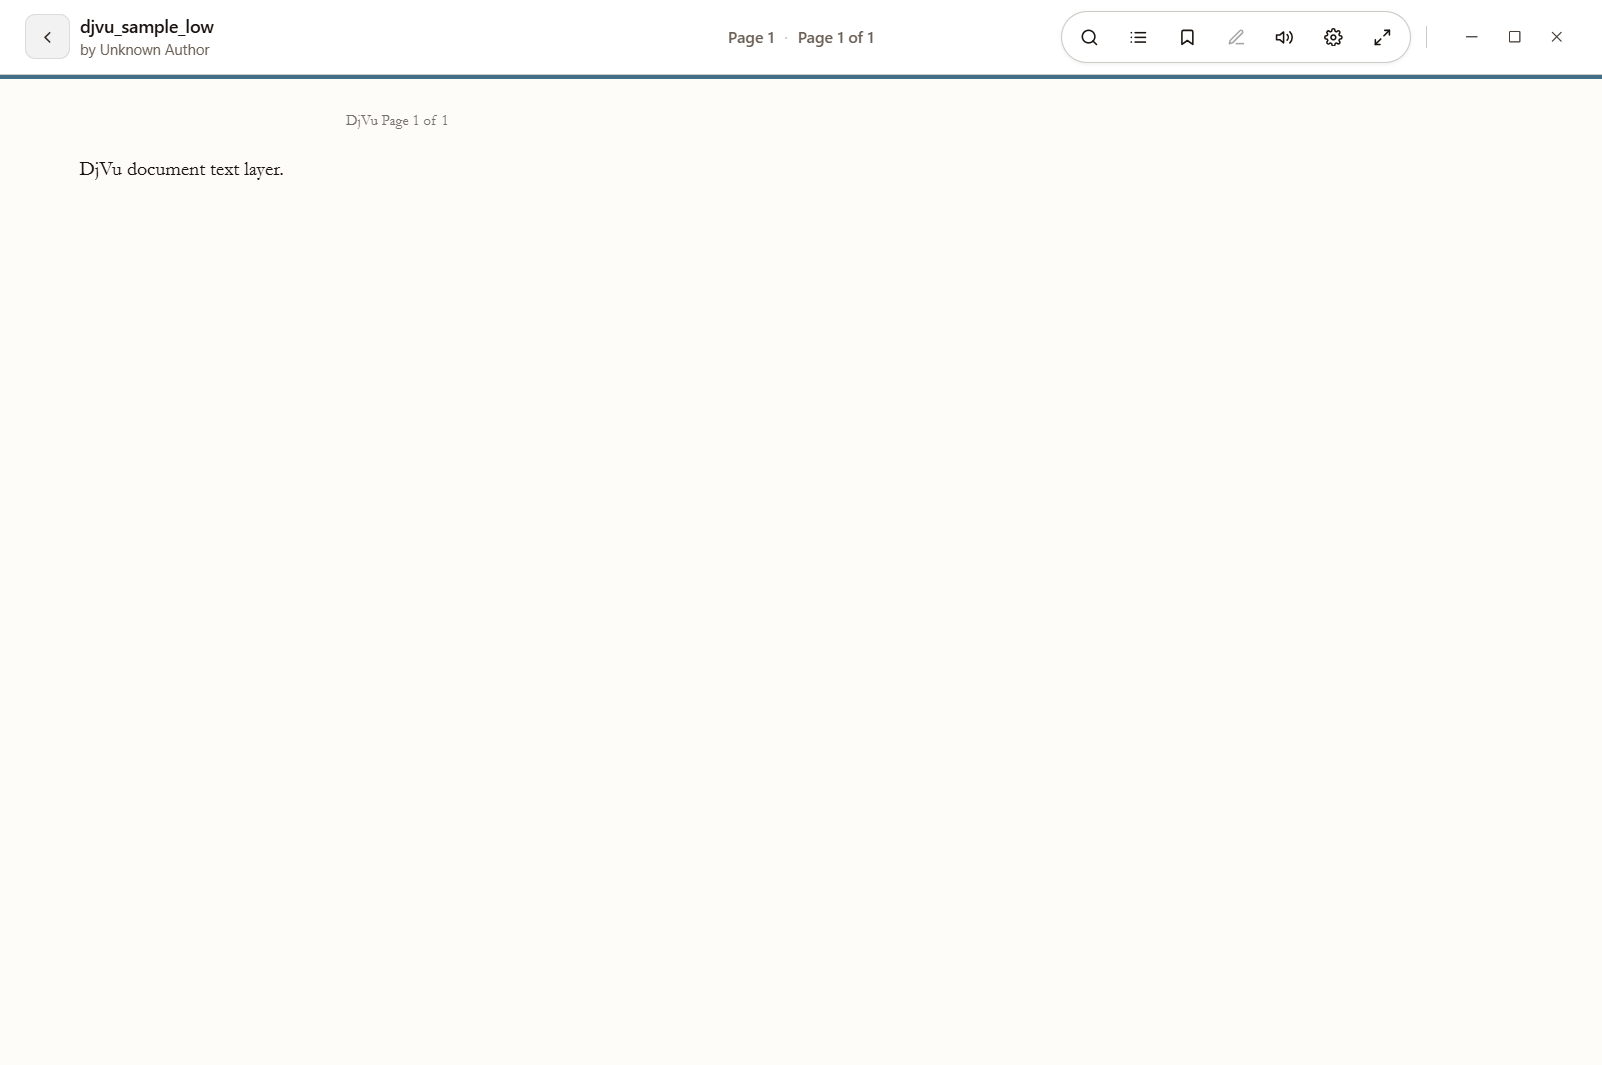 djvu_sample_low
by Unknown Author
Page 1 · Page 1 of 1
DjVu Page 1 of 1
DjVu document text layer.